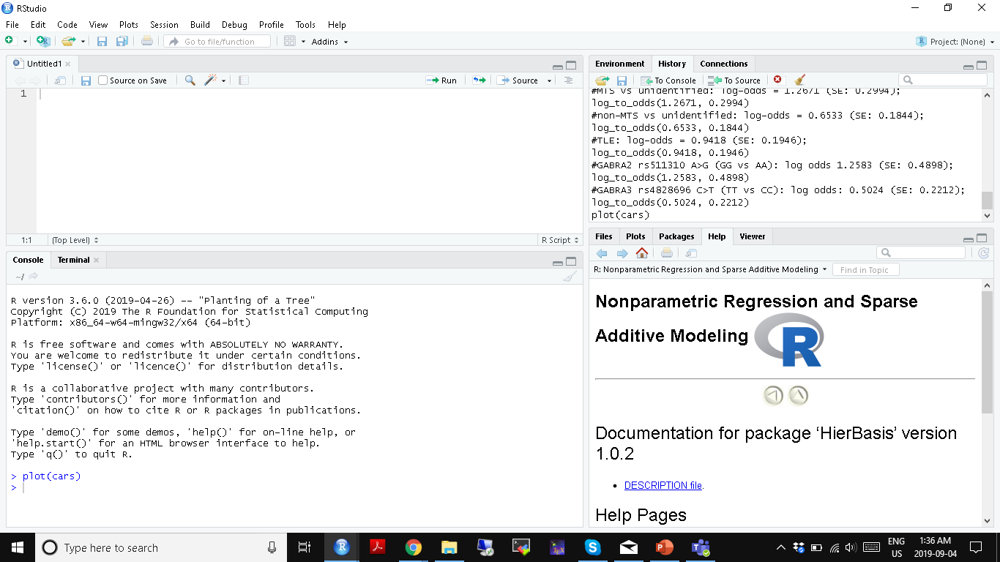 RStudio
File Edit Code View Plots Session Build Debug Profile Tools Help
Go to file/function
Addins
Project: (None)
Untitled1
Source on Save
Run
Source
1
1:1 (Top Level)
R Script
Console Terminal
~/
R version 3.6.0 (2019-04-26) -- "Planting of a Tree"
Copyright (C) 2019 The R Foundation for Statistical Computing
Platform: x86_64-w64-mingw32/x64 (64-bit)
R is free software and comes with ABSOLUTELY NO WARRANTY.
You are welcome to redistribute it under certain conditions.
Type 'license()' or 'licence()' for distribution details.
R is a collaborative project with many contributors.
Type 'contributors()' for more information and
'citation()' on how to cite R or R packages in publications.
Type 'demo()' for some demos, 'help()' for on-line help, or
'help.start()' for an HTML browser interface to help.
Type 'q()' to quit R.
> plot(cars)
>
Environment History Connections
To Console To Source
#MTS vs unidentified: log-odds = 1.2671 (SE: 0.2994);
log_to_odds(1.2671, 0.2994)
#non-MTS vs unidentified: log-odds = 0.6533 (SE: 0.1844);
log_to_odds(0.6533, 0.1844)
#TLE: log-odds = 0.9418 (SE: 0.1946);
log_to_odds(0.9418, 0.1946)
#GABRA2 rs511310 A>G (GG vs AA): log odds 1.2583 (SE: 0.4898);
log_to_odds(1.2583, 0.4898)
#GABRA3 rs4828696 C>T (TT vs CC): log odds: 0.5024 (SE: 0.2212);
log_to_odds(0.5024, 0.2212)
plot(cars)
Files Plots Packages Help Viewer
R: Nonparametric Regression and Sparse Additive Modeling
Find in Topic
Nonparametric Regression and Sparse
Additive Modeling R
Documentation for package ‘HierBasis’ version
1.0.2
DESCRIPTION file.
Help Pages
Type here to search
ENG
US
1:36 AM
2019-09-04